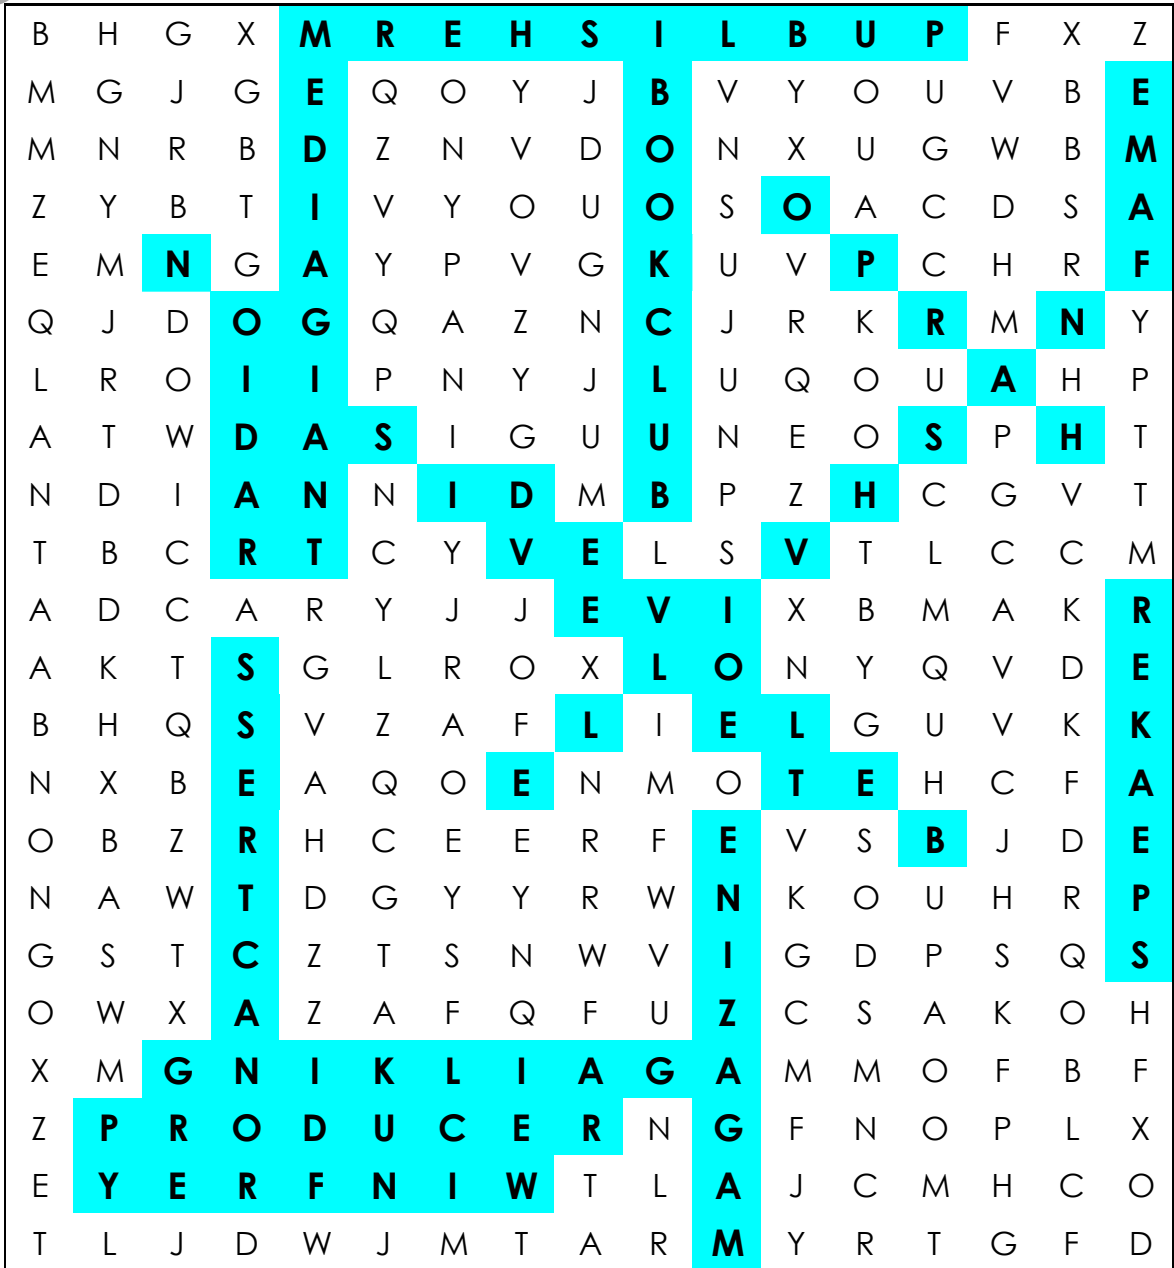 B H G X M R E H S I L B U P F X Z
M G J G E Q O Y J B V Y O U V B E
M N R B D Z N V D O N X U G W B M
Z Y B T I V Y O U O S O A C D S A
E M N G A Y P V G K U V P C H R F
Q J D O G Q A Z N C J R K R M N Y
L R O I I P N Y J L U Q O U A H P
A T W D A S I G U U N E O S P H T
N D I A N N I D M B P Z H C G V T
T B C R T C Y V E L S V T L C C M
A D C A R Y J J E V I X B M A K R
A K T S G L R O X L O N Y Q V D E
B H Q S V Z A F L I E L G U V K K
N X B E A Q O E N M O T E H C F A
O B Z R H C E E R F E V S B J D E
N A W T D G Y Y R W N K O U H R P
G S T C Z T S N W V I G D P S Q S
O W X A Z A F Q F U Z C S A K O H
X M G N I K L I A G A M M O F B F
Z P R O D U C E R N G F N O P L X
E Y E R F N I W T L A J C M H C O
T L J D W J M T A R M Y R T G F D